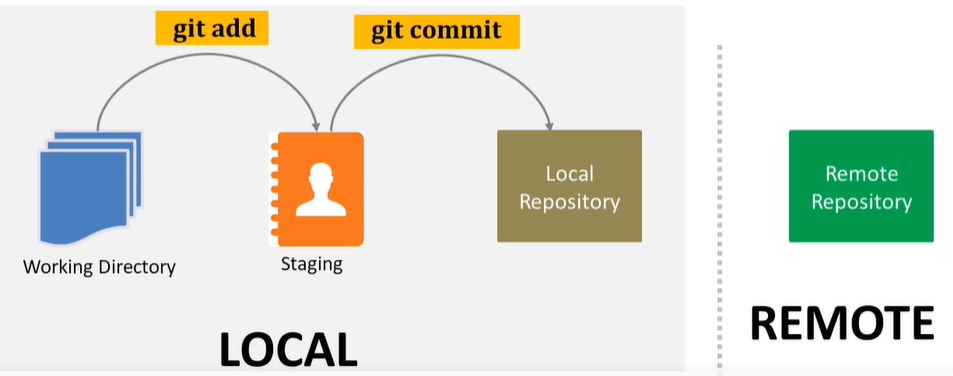 git add
git commit
Local
Repository
Remote
Repository
Working Directory
Staging
LOCAL
REMOTE